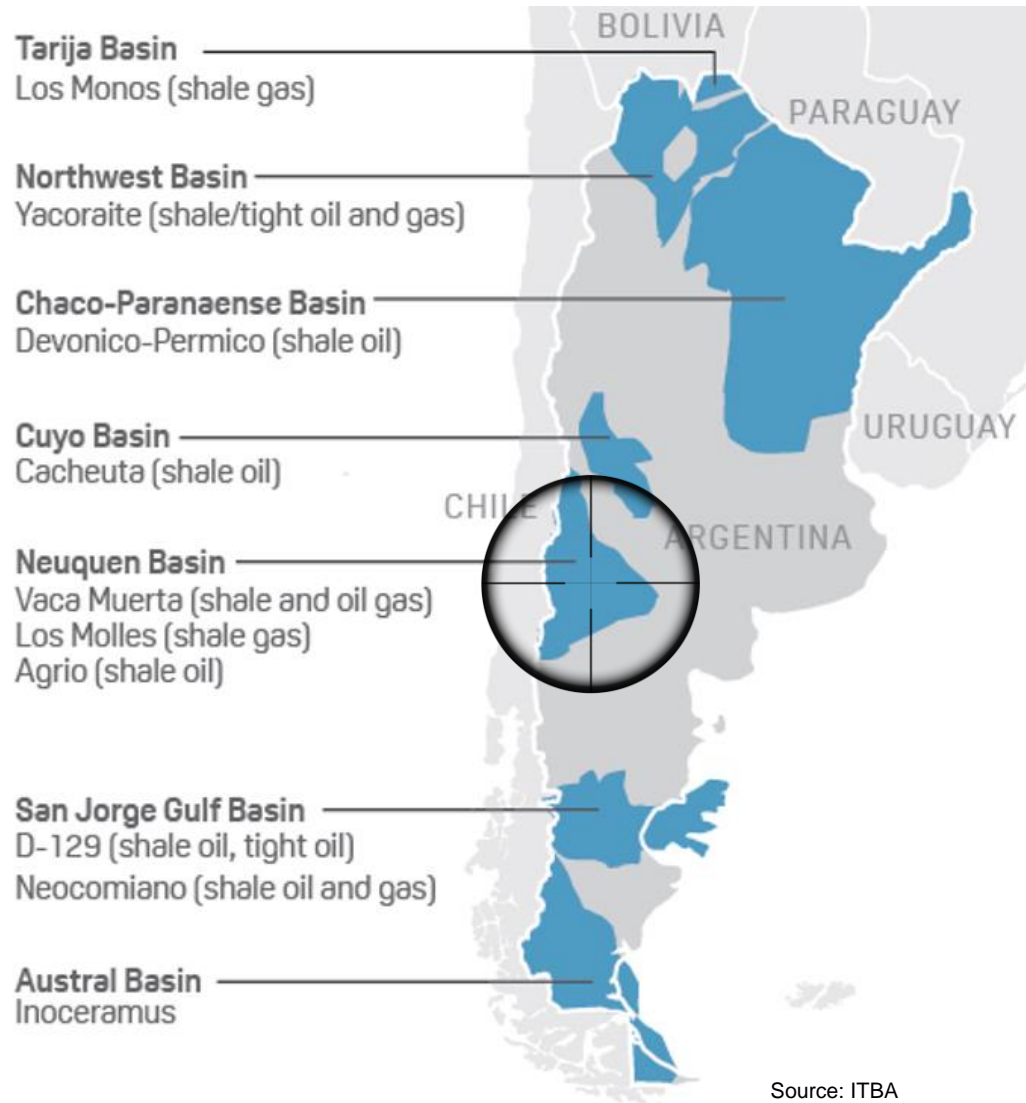 BOLIVIA
Tarija Basin
Los Monos (shale gas)
PARAGUAY
Northwest Basin
Yacoraite (shale/tight oil and gas)
Chaco-Paranaense Basin
Devonico-Permico (shale oil)
URUGUAY
Cuyo Basin
Cacheuta (shale oil)
CHILE
ARGENTINA
Neuquen Basin
Vaca Muerta (shale and oil gas)
Los Molles (shale gas)
Agrio (shale oil)
San Jorge Gulf Basin
D-129 (shale oil, tight oil)
Neocomiano (shale oil and gas)
Austral Basin
Inoceramus
Source: ITBA